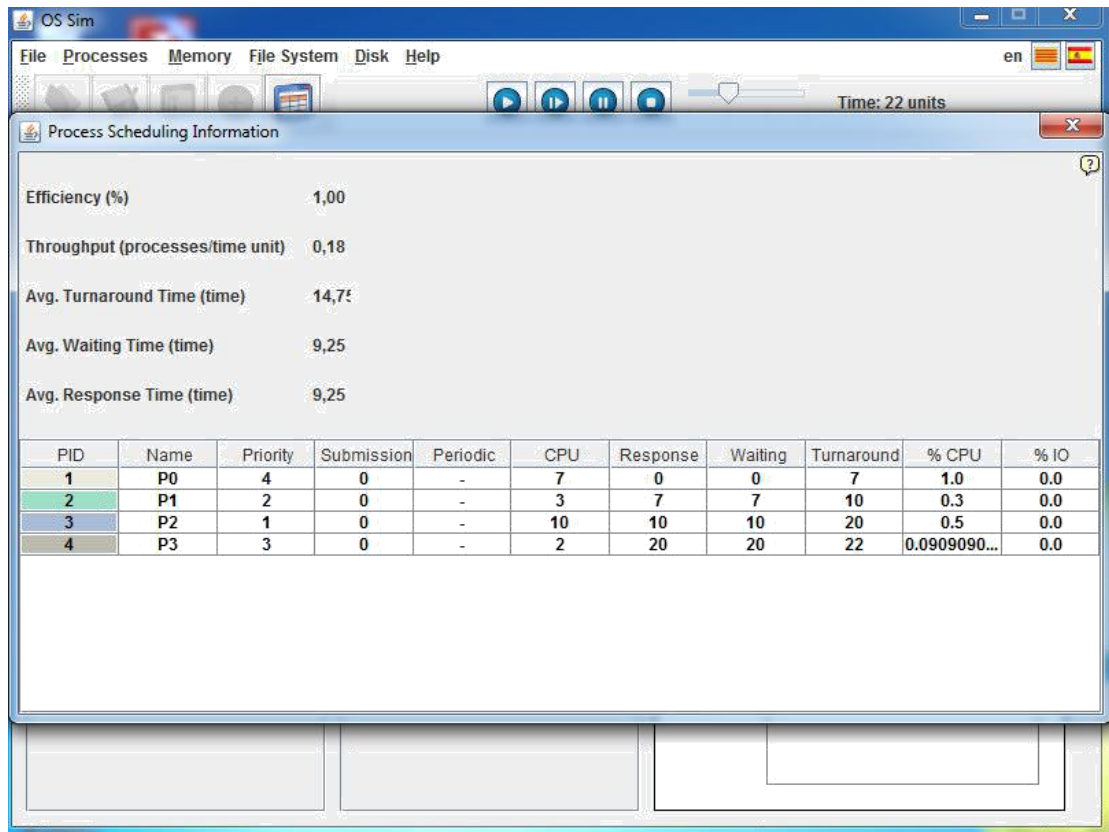 OS Sim
File Processes Memory File System Disk Help en
Time: 22 units
Process Scheduling Information
Efficiency (%) 1,00
Throughput (processes/time unit) 0,18
Avg. Turnaround Time (time) 14,75
Avg. Waiting Time (time) 9,25
Avg. Response Time (time) 9,25
PID Name Priority Submission Periodic CPU Response Waiting Turnaround % CPU % IO
1 P0 4 0 - 7 0 0 7 1.0 0.0
2 P1 2 0 - 3 7 7 10 0.3 0.0
3 P2 1 0 - 10 10 10 20 0.5 0.0
4 P3 3 0 - 2 20 20 22 0.0909090... 0.0